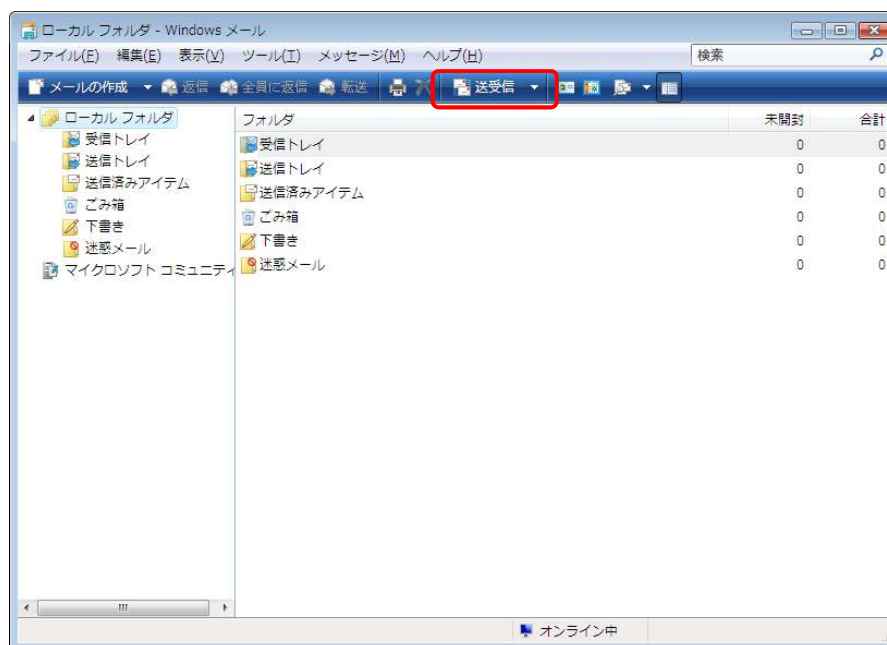 ローカル フォルダ - Windows メール
ファイル(F) 編集(E) 表示(V) ツール(T) メッセージ(M) ヘルプ(H) 検索
メールの作成 返信 全員に返信 転送 送受信
ローカル フォルダ
受信トレイ
送信トレイ
送信済みアイテム
ごみ箱
下書き
迷惑メール
マイクロソフト コミュニティ
フォルダ 未開封 合計
受信トレイ 0 0
送信トレイ 0 0
送信済みアイテム 0 0
ごみ箱 0 0
下書き 0 0
迷惑メール 0 0
オンライン中